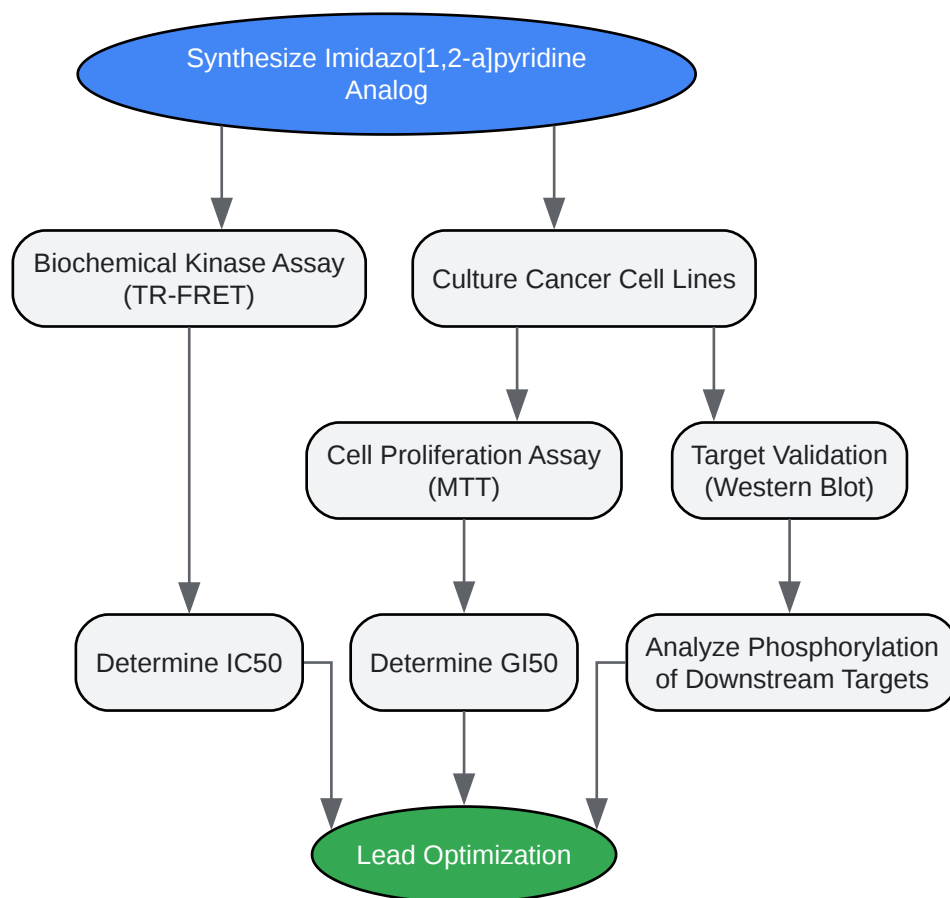 Synthesize Imidazo[1,2-a]pyridine
Analog
Biochemical Kinase Assay
(TR-FRET)
Culture Cancer Cell Lines
Cell Proliferation Assay
(MTT)
Target Validation
(Western Blot)
Determine IC50
Determine GI50
Analyze Phosphorylation
of Downstream Targets
Lead Optimization